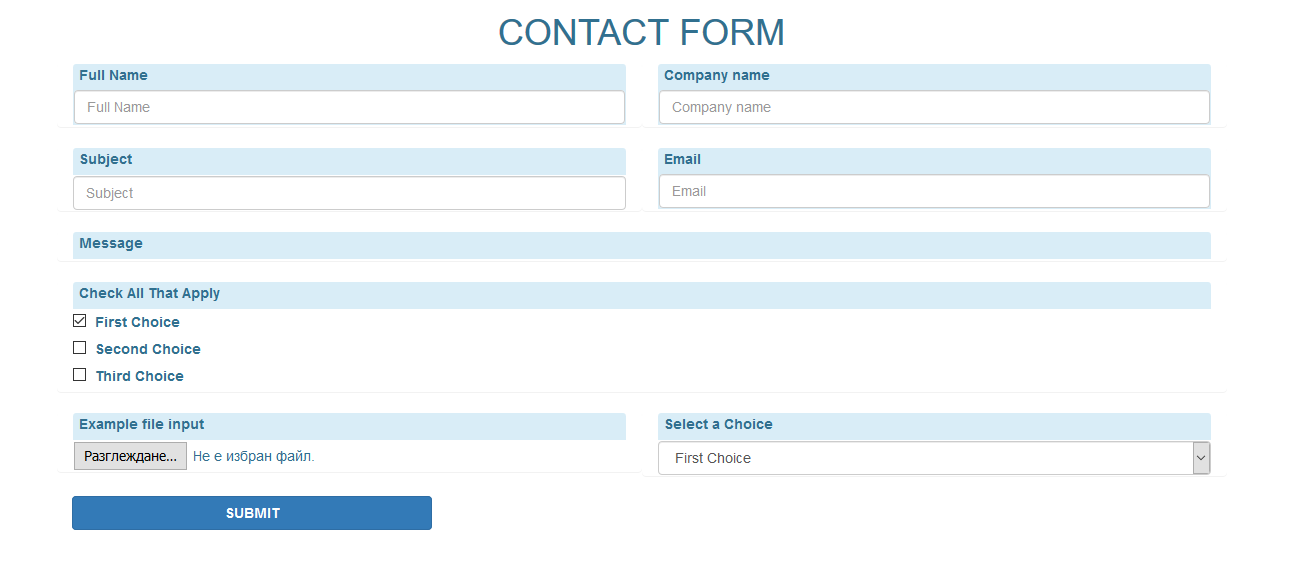 CONTACT FORM
Full Name
Company name
Full Name
Company name
Subject
Email
Subject
Email
Message
Check All That Apply
First Choice
Second Choice
Third Choice
Example file input
Select a Choice
Разглеждане... Не е избран файл.
First Choice
SUBMIT